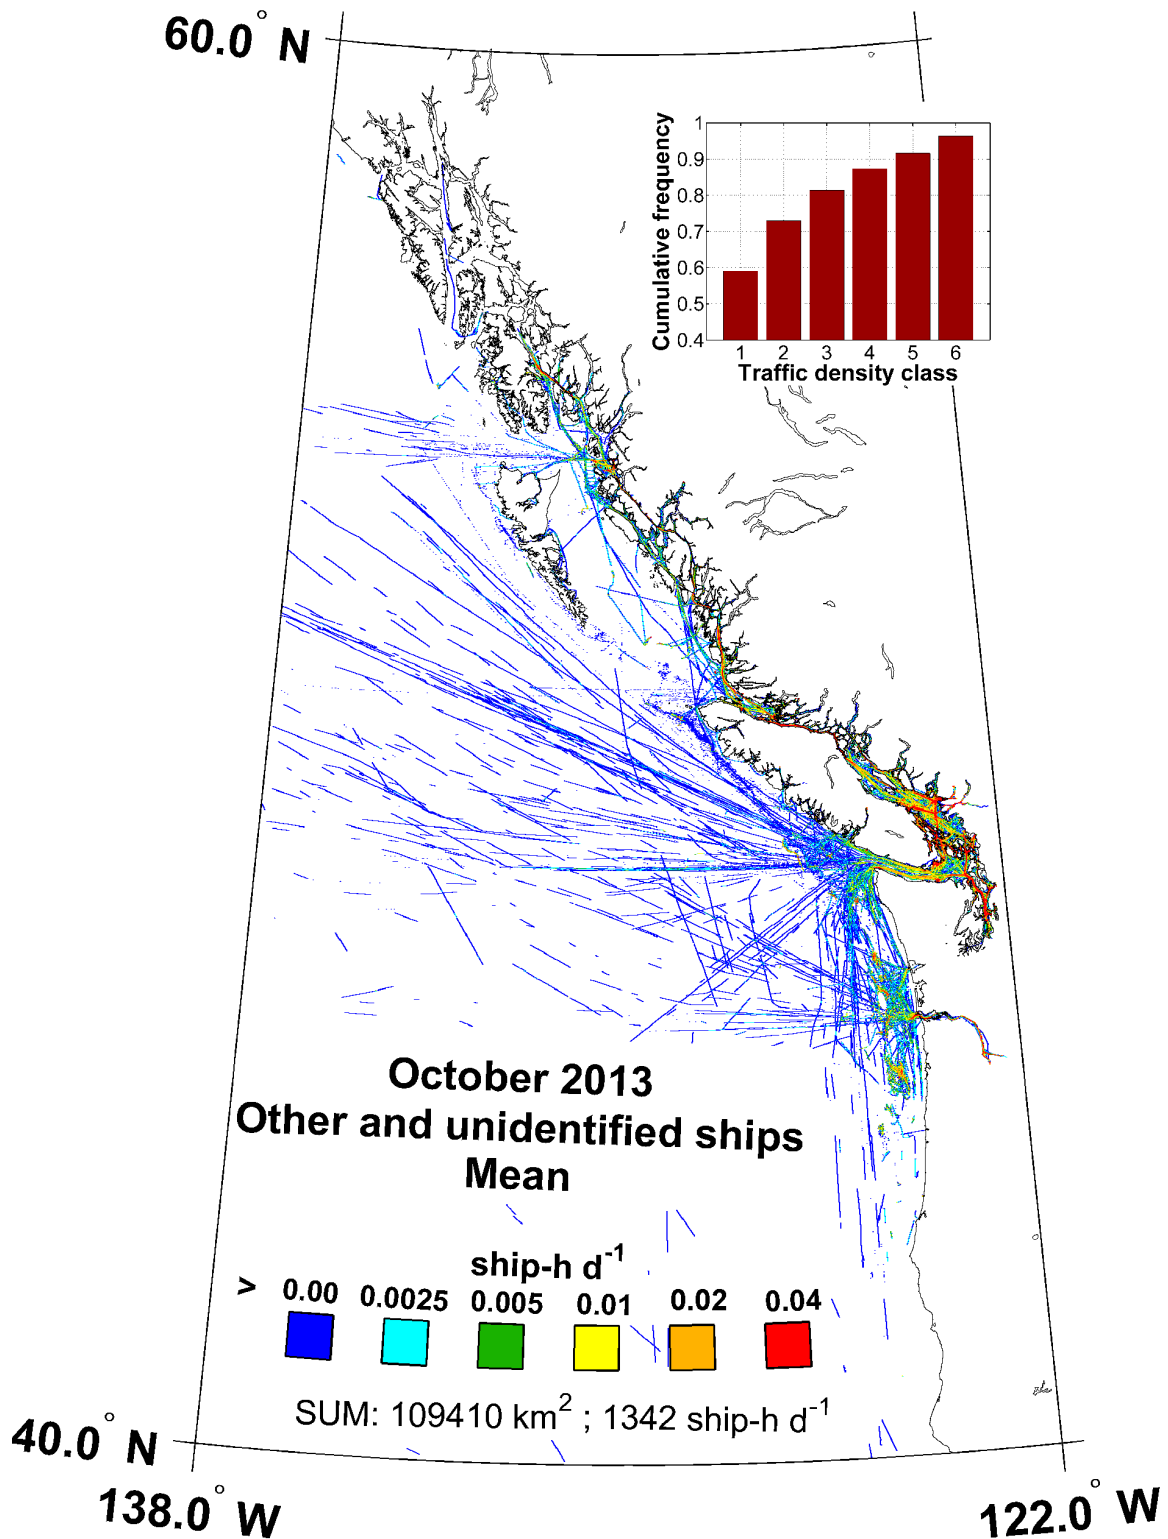 60.0° N
Cumulative frequency
1
0.9
0.8
0.7
0.6
0.5
0.4
1 2 3 4 5 6
Traffic density class
October 2013
Other and unidentified ships
Mean
ship-h d-1
> 0.00 0.0025 0.005 0.01 0.02 0.04
SUM: 109410 km2 ; 1342 ship-h d-1
40.0° N
138.0° W
122.0° W